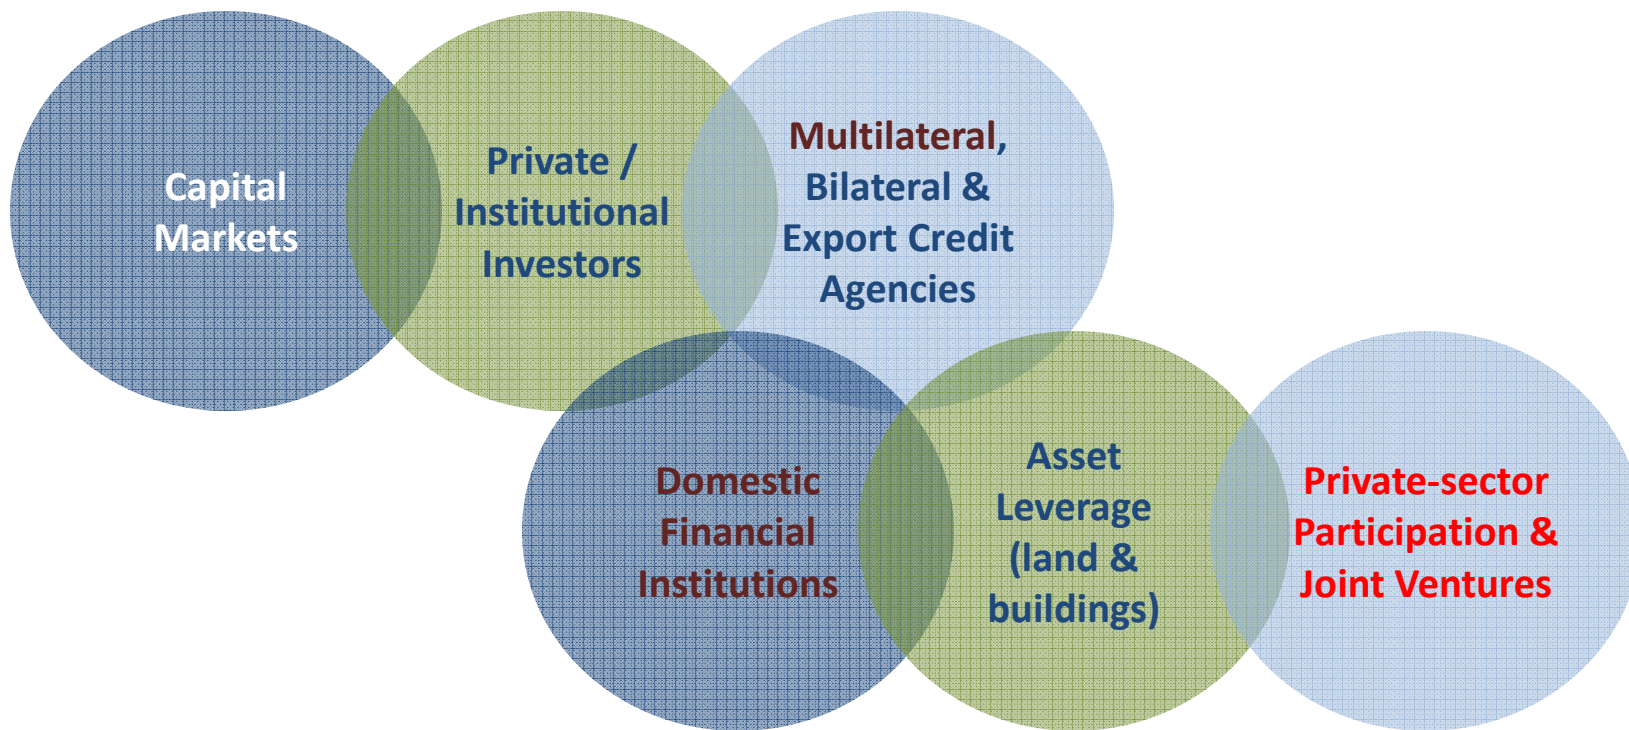 Capital
Markets
Private /
Institutional
Investors
Multilateral,
Bilateral &
Export Credit
Agencies
Domestic
Financial
Institutions
Asset
Leverage
(land &
buildings)
Private-sector
Participation &
Joint Ventures